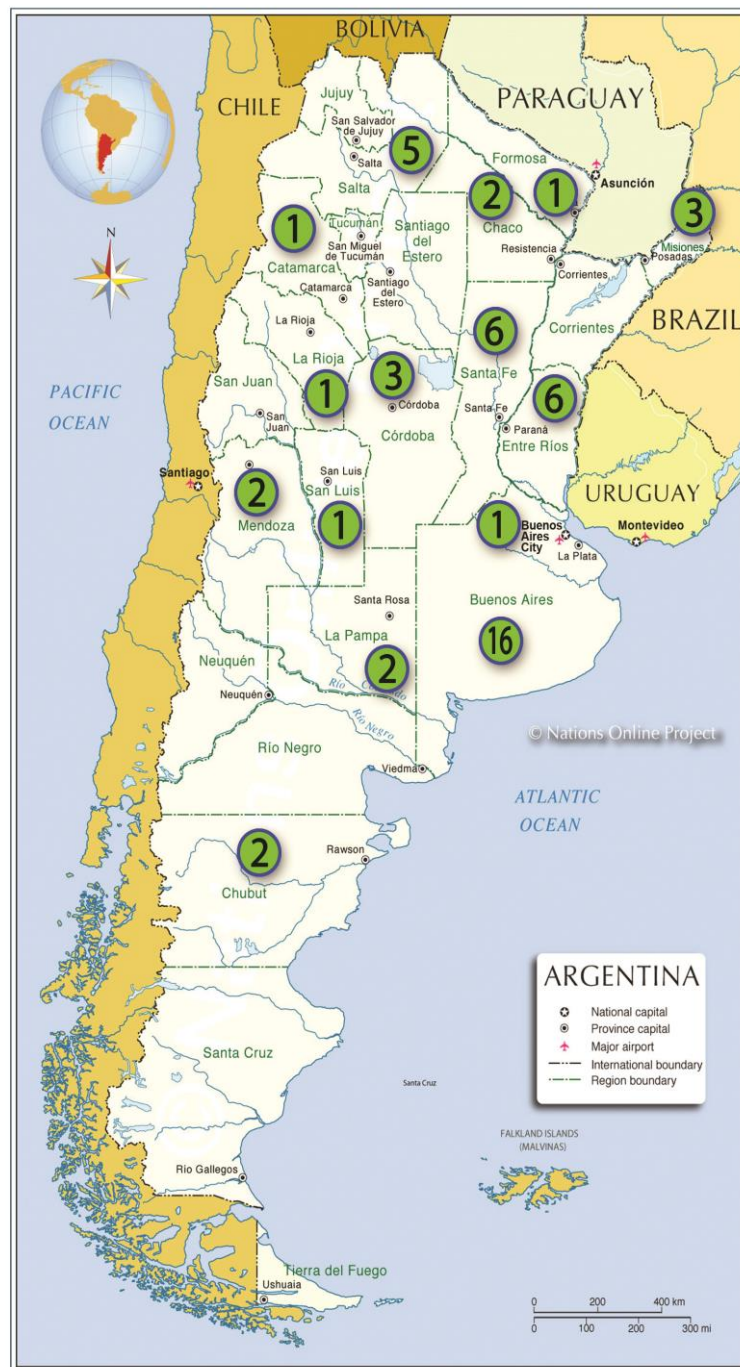 BOLIVIA
PARAGUAY
CHILE
Jujuy
San Salvador
de Jujuy
Salta
Salta
5
Formosa
Asunción
2
1
3
Chaco
Misiones
Posadas
N
1
Tucumán
San Miguel
de Tucumán
Santiago
del
Estero
Catamarca
Resistencia
Corrientes
Santiago
del
Estero
Catamarca
La Rioja
6
Corrientes
BRAZIL
La Rioja
Santa Fe
San Juan
3
1
Córdoba
6
PACIFIC
OCEAN
San
Juan
Santa Fe
Paraná
Córdoba
Entre Ríos
Santiago
San Luis
2
San Luis
URUGUAY
Mendoza
1
1
Buenos
Aires
City
Montevideo
La Plata
Santa Rosa
Buenos Aires
La Pampa
16
Neuquén
2
Río
Neuquén
Río Negro
© Nations Online Project
Río Negro
Viedma
ATLANTIC
OCEAN
2
Rawson
Chubut
ARGENTINA
National capital
Province capital
Major airport
International boundary
Region boundary
Santa Cruz
Santa Cruz
FALKLAND ISLANDS
(MALVINAS)
Rio Gallegos
Tierra del Fuego
Ushuaia
0 200 400 km
0 100 200 300 mi